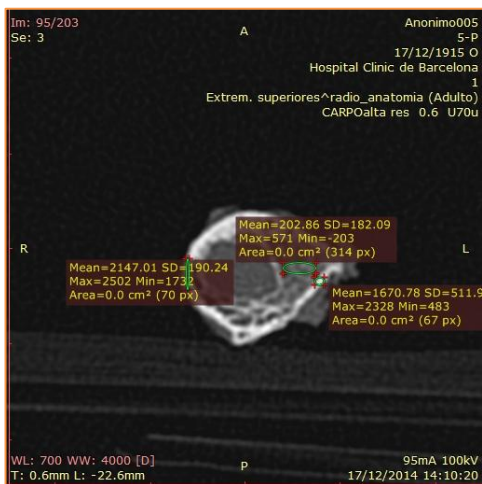 Im: 95/203
Se: 3
A
Anonimo005
5-P
17/12/1915 O
Hospital Clinic de Barcelona
1
Extrem. superiores^radio_anatomia (Adulto)
CARPOalta res 0.6 U70u
Mean=202.86 SD=182.09
Max=571 Min=-203
Area=0.0 cm² (314 px)
R
L
Mean=2147.01 SD=190.24
Max=2502 Min=1732
Area=0.0 cm² (70 px)
Mean=1670.78 SD=511.9
Max=2328 Min=483
Area=0.0 cm² (67 px)
WL: 700 WW: 4000 [D]
T: 0.6mm L: -22.6mm
P
95mA 100kV
17/12/2014 14:10:20